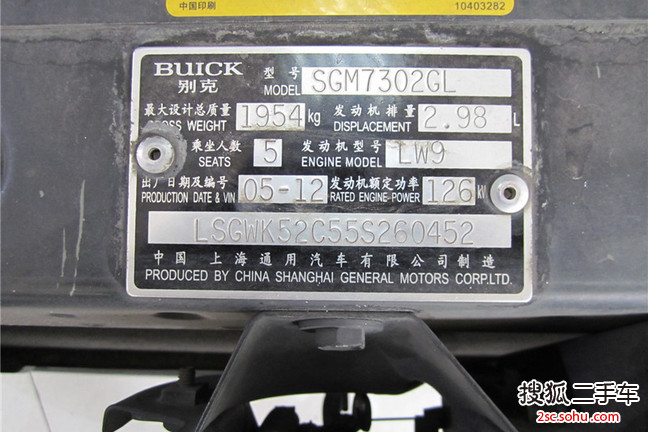 中国印刷 10403282
BUICK 型号 SGM7302GL
别克 MODEL
最大设计总质量 1954 kg 发动机排量 2.98 L
GROSS WEIGHT DISPLACEMENT
乘坐人数 5 发动机型号 LW9
SEATS ENGINE MODEL
出厂日期及编号 05-12 发动机额定功率 126 kW
PRODUCTION DATE & VIN RATED ENGINE-POWER
LSGWK52C55S260452
中国 上海通用汽车有限公司制造
PRODUCED BY CHINA SHANGHAI GENERAL MOTORS CORP.LTD.
搜狐二手车
2sc.sohu.com